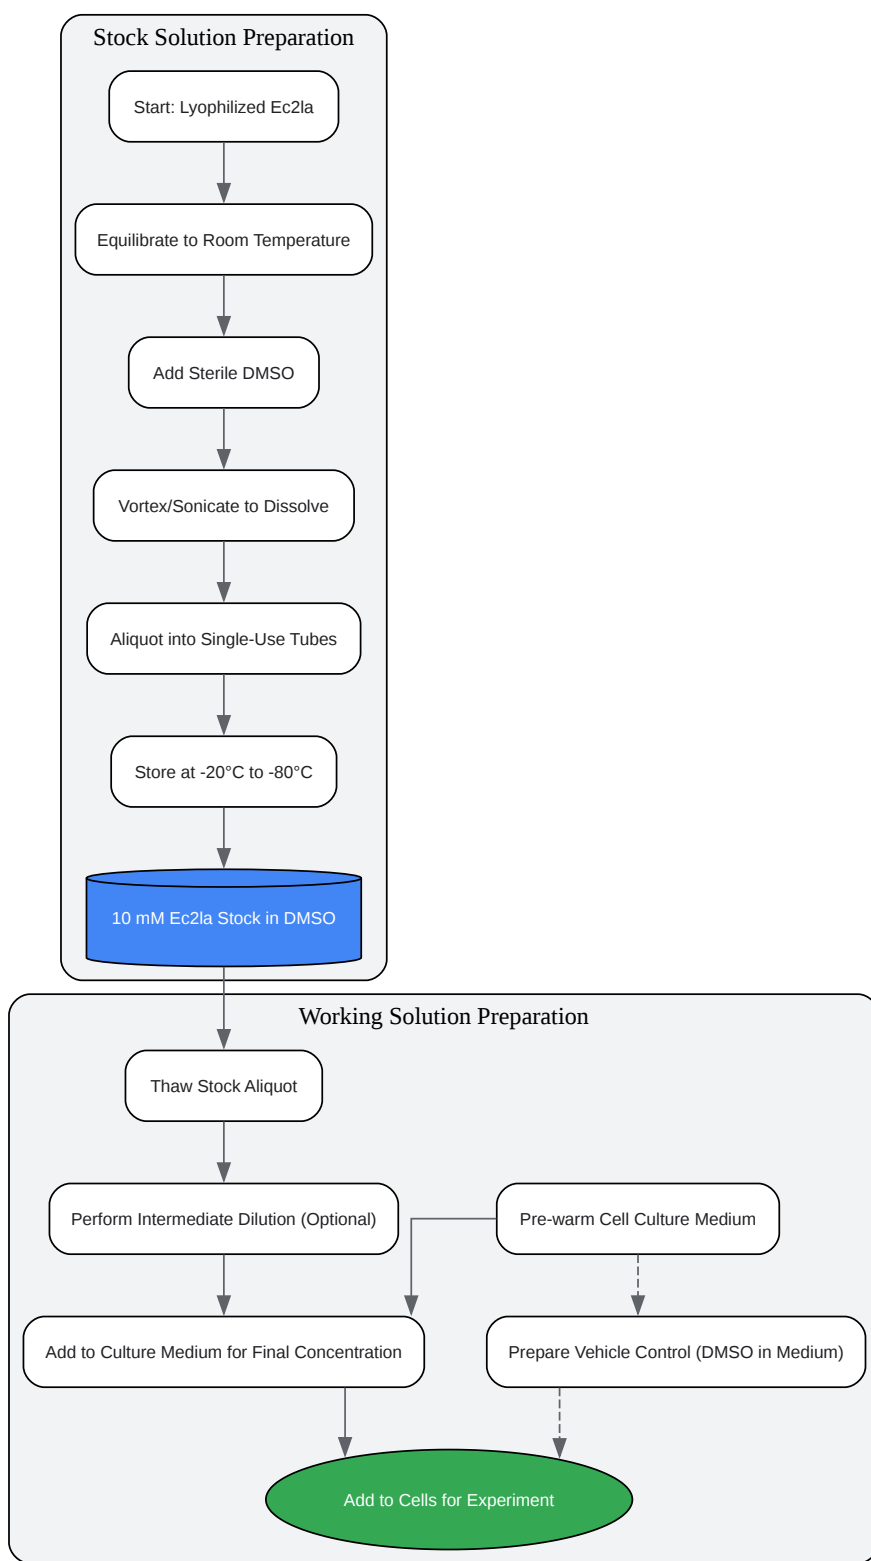 Stock Solution Preparation
Start: Lyophilized Ec2la
Equilibrate to Room Temperature
Add Sterile DMSO
Vortex/Sonicate to Dissolve
Aliquot into Single-Use Tubes
Store at -20°C to -80°C
10 mM Ec2la Stock in DMSO
Working Solution Preparation
Thaw Stock Aliquot
Perform Intermediate Dilution (Optional)
Pre-warm Cell Culture Medium
Add to Culture Medium for Final Concentration
Prepare Vehicle Control (DMSO in Medium)
Add to Cells for Experiment